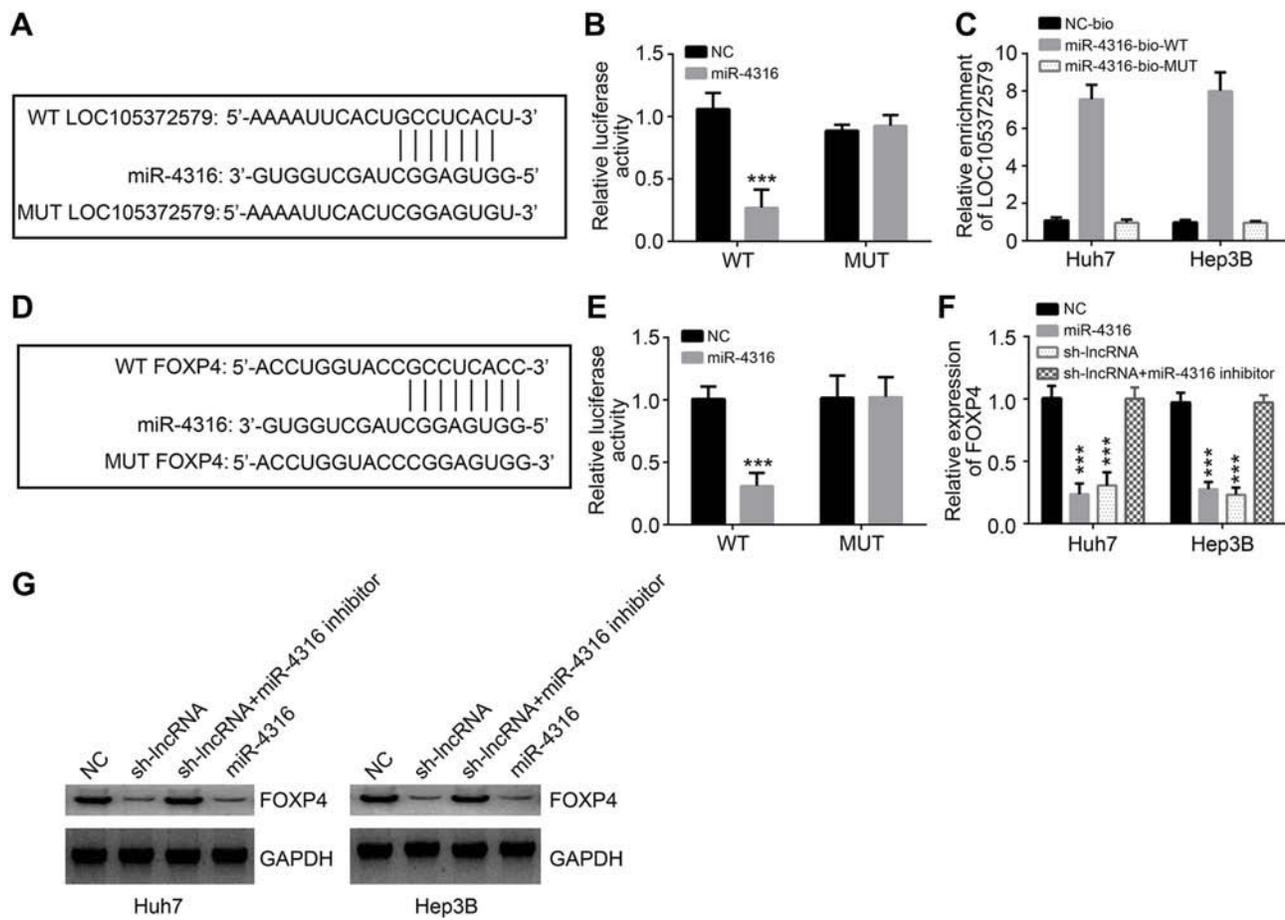 A
WT LOC105372579: 5’-AAAAUUCACUGCCUCACU-3’
miR-4316: 3’-GUGGUCGAUCGGAGUGG-5’
MUT LOC105372579: 5’-AAAAUUCACUCGGAGUGU-3’
B
NC
miR-4316
Relative luciferase
activity
1.5
1.0
0.5
0.0
***
WT
MUT
C
NC-bio
miR-4316-bio-WT
miR-4316-bio-MUT
Relative enrichment
of LOC105372579
10
8
6
4
2
0
Huh7
Hep3B
D
WT FOXP4: 5’-ACCUGGUACCGCCUCACC-3’
miR-4316: 3’-GUGGUCGAUCGGAGUGG-5’
MUT FOXP4: 5’-ACCUGGUACCCGGAGUGG-3’
E
NC
miR-4316
Relative luciferase
activity
1.5
1.0
0.5
0.0
***
WT
MUT
F
NC
miR-4316
sh-lncRNA
sh-lncRNA+miR-4316 inhibitor
Relative expression
of FOXP4
1.5
1.0
0.5
0.0
***
***
***
***
Huh7
Hep3B
G
NC
sh-lncRNA
sh-lncRNA+miR-4316 inhibitor
miR-4316
FOXP4
GAPDH
Huh7
NC
sh-lncRNA
sh-lncRNA+miR-4316 inhibitor
miR-4316
FOXP4
GAPDH
Hep3B